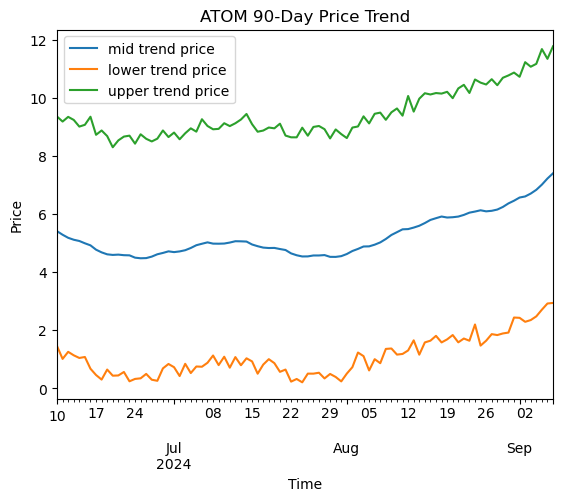 ATOM 90-Day Price Trend
mid trend price
lower trend price
upper trend price
12
10
8
6
4
2
0
Price
10 17 24 08 15 22 29 05 12 19 26 02
Jul Aug Sep
2024
Time